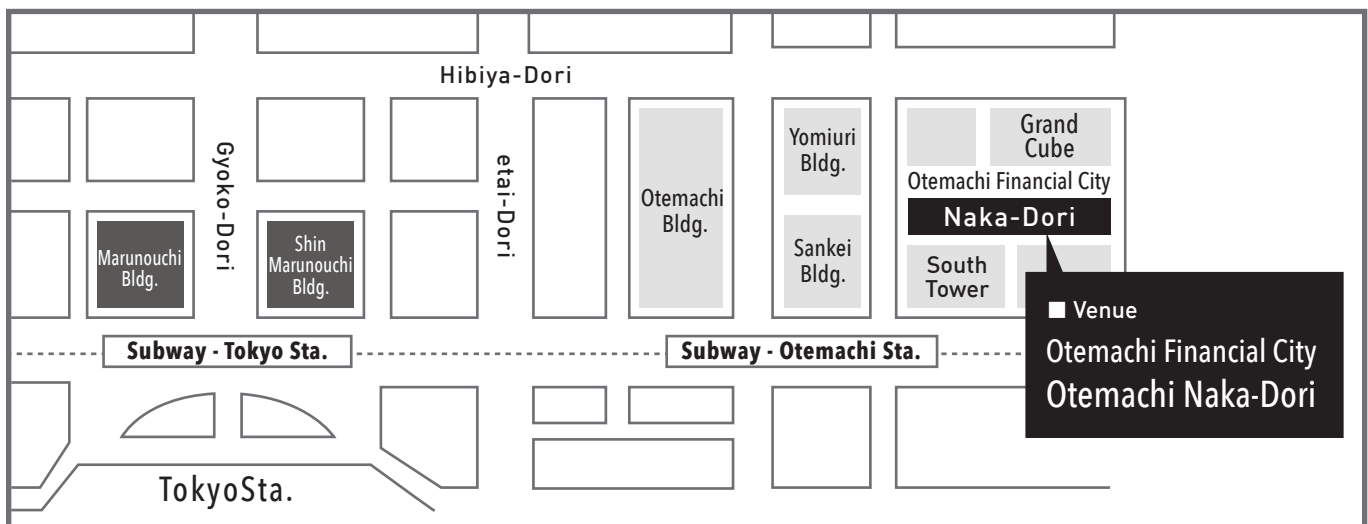 Hibiya-Dori
Gyoko-Dori
etai-Dori
Marunouchi
Bldg.
Shin
Marunouchi
Bldg.
Otemachi
Bldg.
Yomiuri
Bldg.
Sankei
Bldg.
Grand
Cube
Otemachi Financial City
Naka-Dori
South
Tower
■ Venue
Otemachi Financial City
Otemachi Naka-Dori
Subway - Tokyo Sta.
Subway - Otemachi Sta.
TokyoSta.